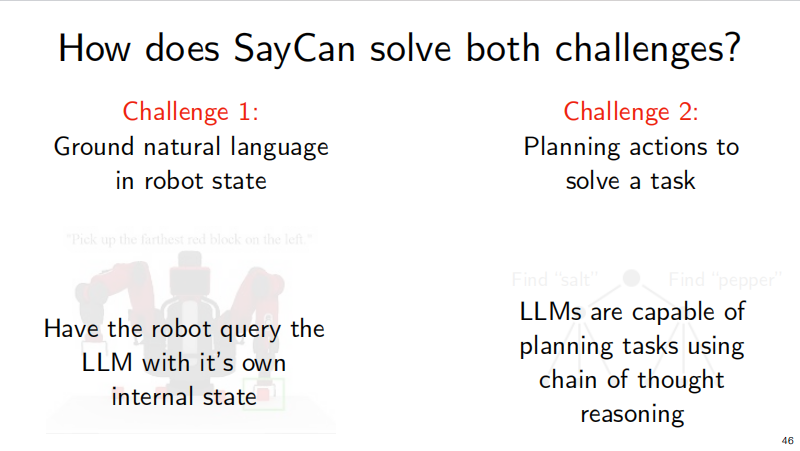 How does SayCan solve both challenges?
Challenge 1:
Ground natural language
in robot state
"Pick up the farthest red block on the left."
Have the robot query the
LLM with it's own
internal state
Challenge 2:
Planning actions to
solve a task
Find "salt"
Find "pepper"
LLMs are capable of
planning tasks using
chain of thought
reasoning
46